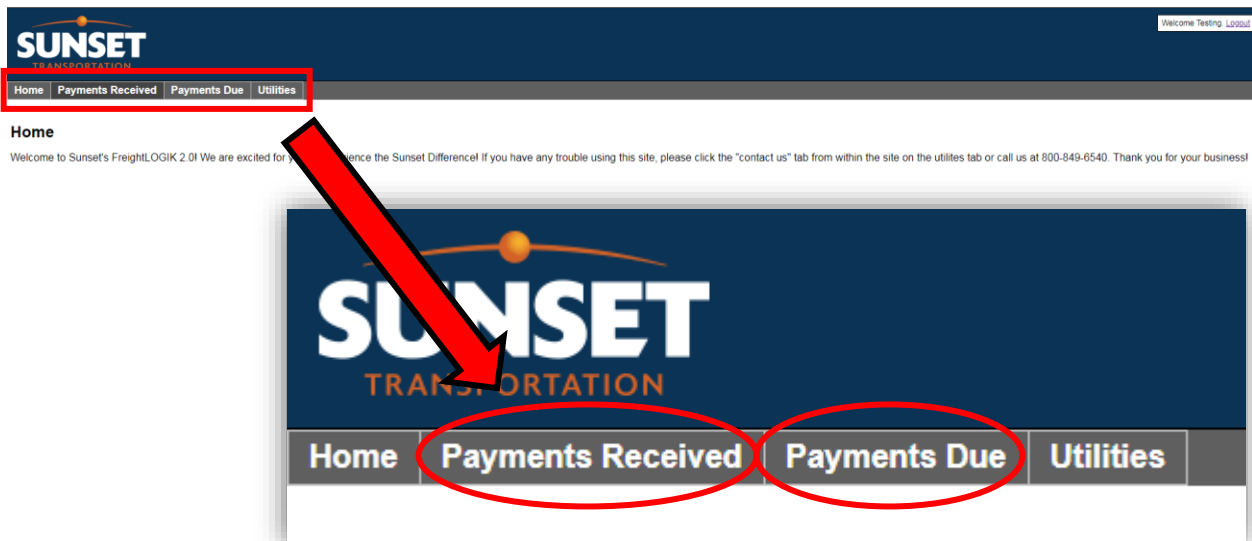 SUNSET
TRANSPORTATION
Welcome Testing. Logout
Home Payments Received Payments Due Utilities
Home
Welcome to Sunset's FreightLOGIK 2.0! We are excited for ience the Sunset Difference! If you have any trouble using this site, please click the "contact us" tab from within the site on the utilites tab or call us at 800-849-6540. Thank you for your business!
SUNSET
TRANSPORTATION
Home Payments Received Payments Due Utilities